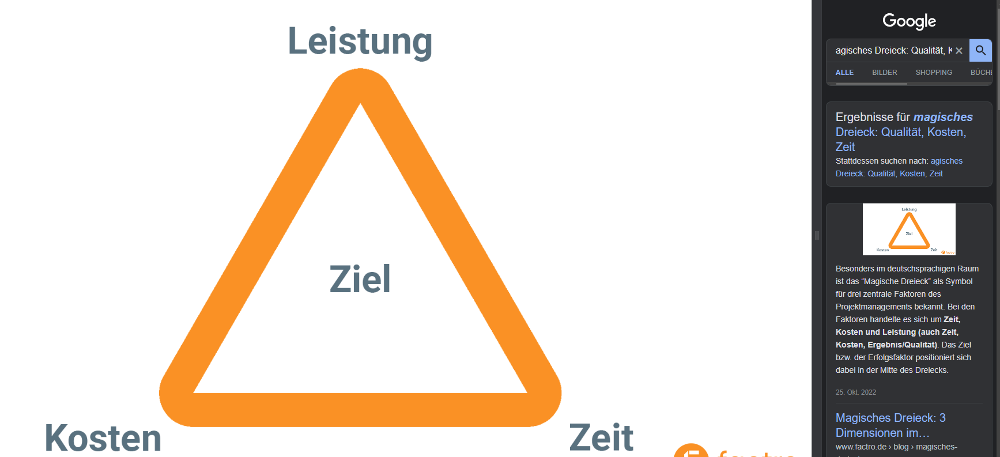 Leistung
Ziel
Kosten
Zeit
Google
agisches Dreieck: Qualität, K
ALLE BILDER SHOPPING BÜCHE
Ergebnisse für magisches
Dreieck: Qualität, Kosten,
Zeit
Stattdessen suchen nach: agisches
Dreieck: Qualität, Kosten, Zeit
Leistung
Ziel
Kosten
Zeit
factro
Besonders im deutschsprachigen Raum
ist das “Magische Dreieck” als Symbol
für drei zentrale Faktoren des
Projektmanagements bekannt. Bei den
Faktoren handelte es sich um Zeit,
Kosten und Leistung (auch Zeit,
Kosten, Ergebnis/Qualität). Das Ziel
bzw. der Erfolgsfaktor positioniert sich
dabei in der Mitte des Dreiecks.
25. Okt. 2022
Magisches Dreieck: 3
Dimensionen im...
www.factro.de › blog › magisches-